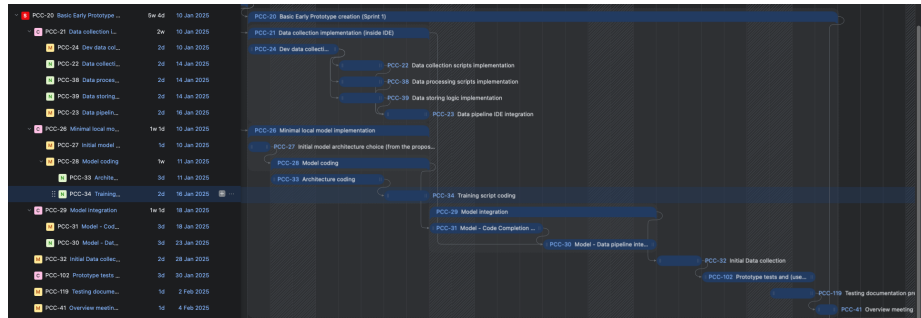 S PCC-20 Basic Early Prototype ... 5w 4d 10 Jan 2025 PCC-20 Basic Early Prototype creation (Sprint 1)
C PCC-21 Data collection i... 2w 10 Jan 2025 PCC-21 Data collection implementation (inside IDE)
M PCC-24 Dev data col... 2d 10 Jan 2025 PCC-24 Dev data collecti...
N PCC-22 Data collecti... 2d 14 Jan 2025 PCC-22 Data collection scripts implementation
N PCC-38 Data proces... 2d 14 Jan 2025 PCC-38 Data processing scripts implementation
N PCC-39 Data storing... 2d 14 Jan 2025 PCC-39 Data storing logic implementation
M PCC-23 Data pipelin... 2d 16 Jan 2025 PCC-23 Data pipeline IDE integration
C PCC-26 Minimal local mo... 1w 1d 10 Jan 2025 PCC-26 Minimal local model implementation
M PCC-27 Initial model ... 1d 10 Jan 2025 PCC-27 Initial model architecture choice (from the propos...
M PCC-28 Model coding 1w 11 Jan 2025 PCC-28 Model coding
N PCC-33 Archite... 3d 11 Jan 2025 PCC-33 Architecture coding
N PCC-34 Training... 2d 16 Jan 2025 PCC-34 Training script coding
C PCC-29 Model integration 1w 1d 18 Jan 2025 PCC-29 Model integration
M PCC-31 Model - Cod... 3d 18 Jan 2025 PCC-31 Model - Code Completion ...
N PCC-30 Model - Dat... 3d 23 Jan 2025 PCC-30 Model - Data pipeline inte...
M PCC-32 Initial Data collec... 2d 28 Jan 2025 PCC-32 Initial Data collection
C PCC-102 Prototype tests ... 3d 30 Jan 2025 PCC-102 Prototype tests and (use...
M PCC-119 Testing docume... 1d 2 Feb 2025 PCC-119 Testing documentation pr
M PCC-41 Overview meetin... 1d 4 Feb 2025 PCC-41 Overview meeting